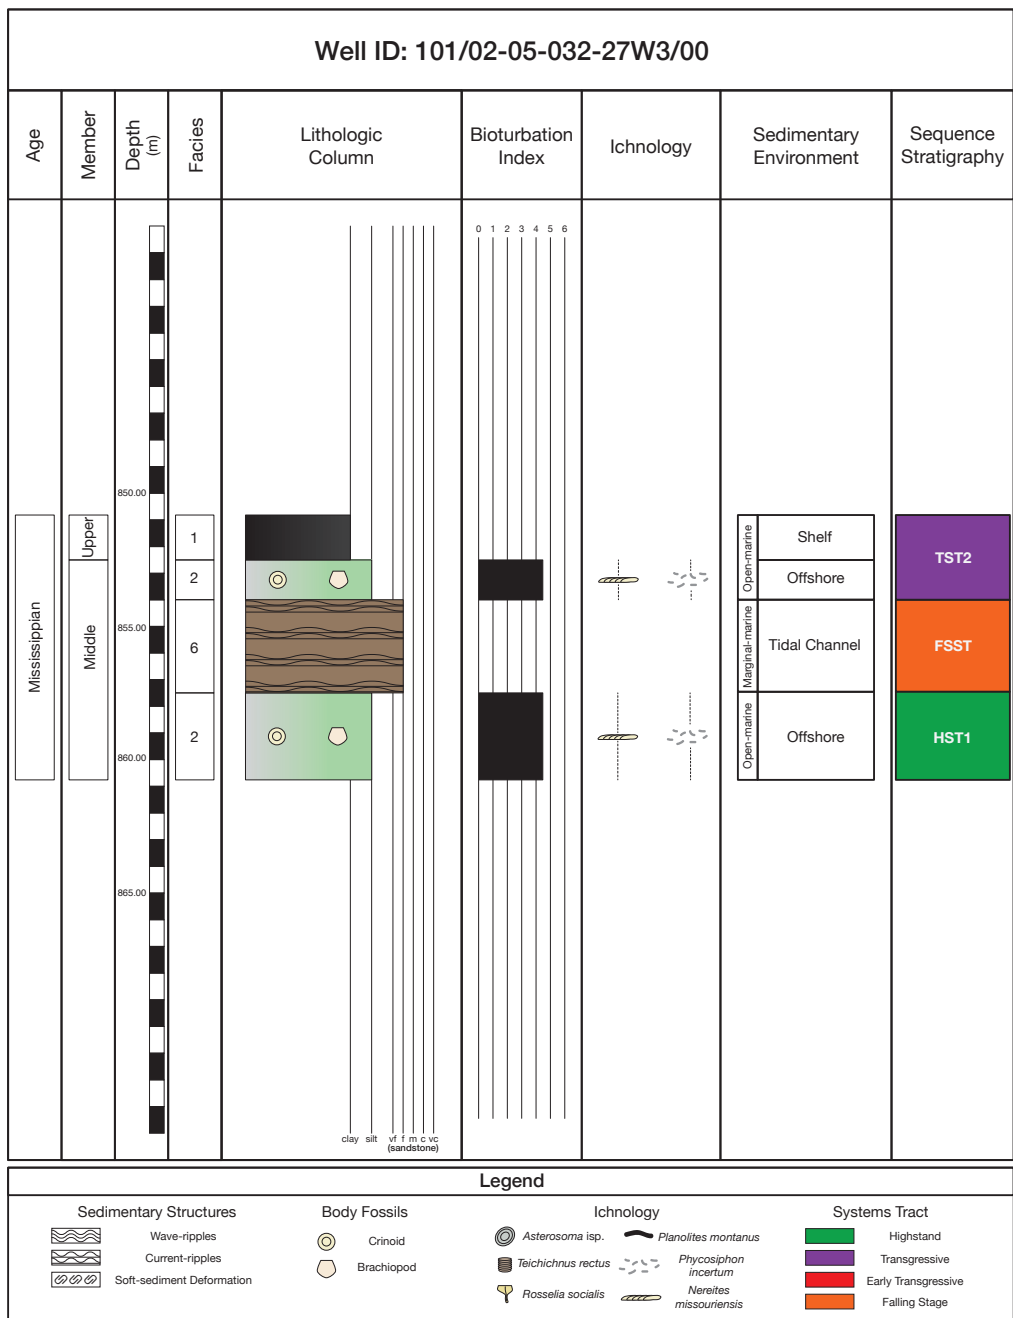 Well ID: 101/02-05-032-27W3/00
Age
Member
Depth
(m)
Facies
Lithologic
Column
Bioturbation
Index
Ichnology
Sedimentary
Environment
Sequence
Stratigraphy
0 1 2 3 4 5 6
850.00
855.00
860.00
865.00
Mississippian
Upper
Middle
1
2
6
2
Open-marine
Marginal-marine
Open-marine
Shelf
Offshore
Tidal Channel
Offshore
TST2
FSST
HST1
clay silt vf f m c vc
(sandstone)
Legend
Sedimentary Structures
Wave-ripples
Current-ripples
Soft-sediment Deformation
Body Fossils
Crinoid
Brachiopod
Ichnology
Asterosoma isp.
Teichichnus rectus
Rosselia socialis
Planolites montanus
Phycosiphon
incertum
Nereites
missouriensis
Systems Tract
Highstand
Transgressive
Early Transgressive
Falling Stage